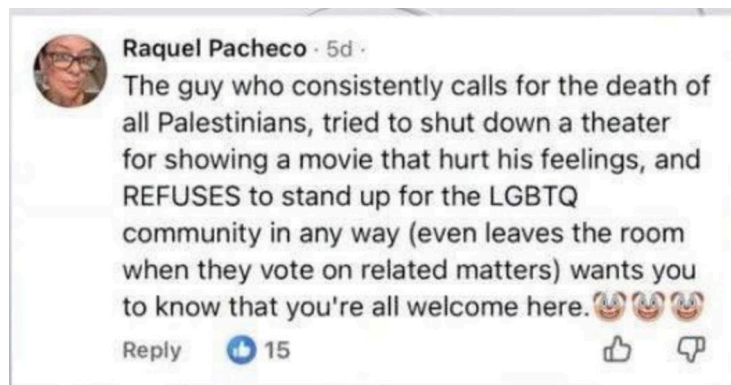 Raquel Pacheco · 5d ·
The guy who consistently calls for the death of
all Palestinians, tried to shut down a theater
for showing a movie that hurt his feelings, and
REFUSES to stand up for the LGBTQ
community in any way (even leaves the room
when they vote on related matters) wants you
to know that you're all welcome here.🤡🤡🤡
Reply 15